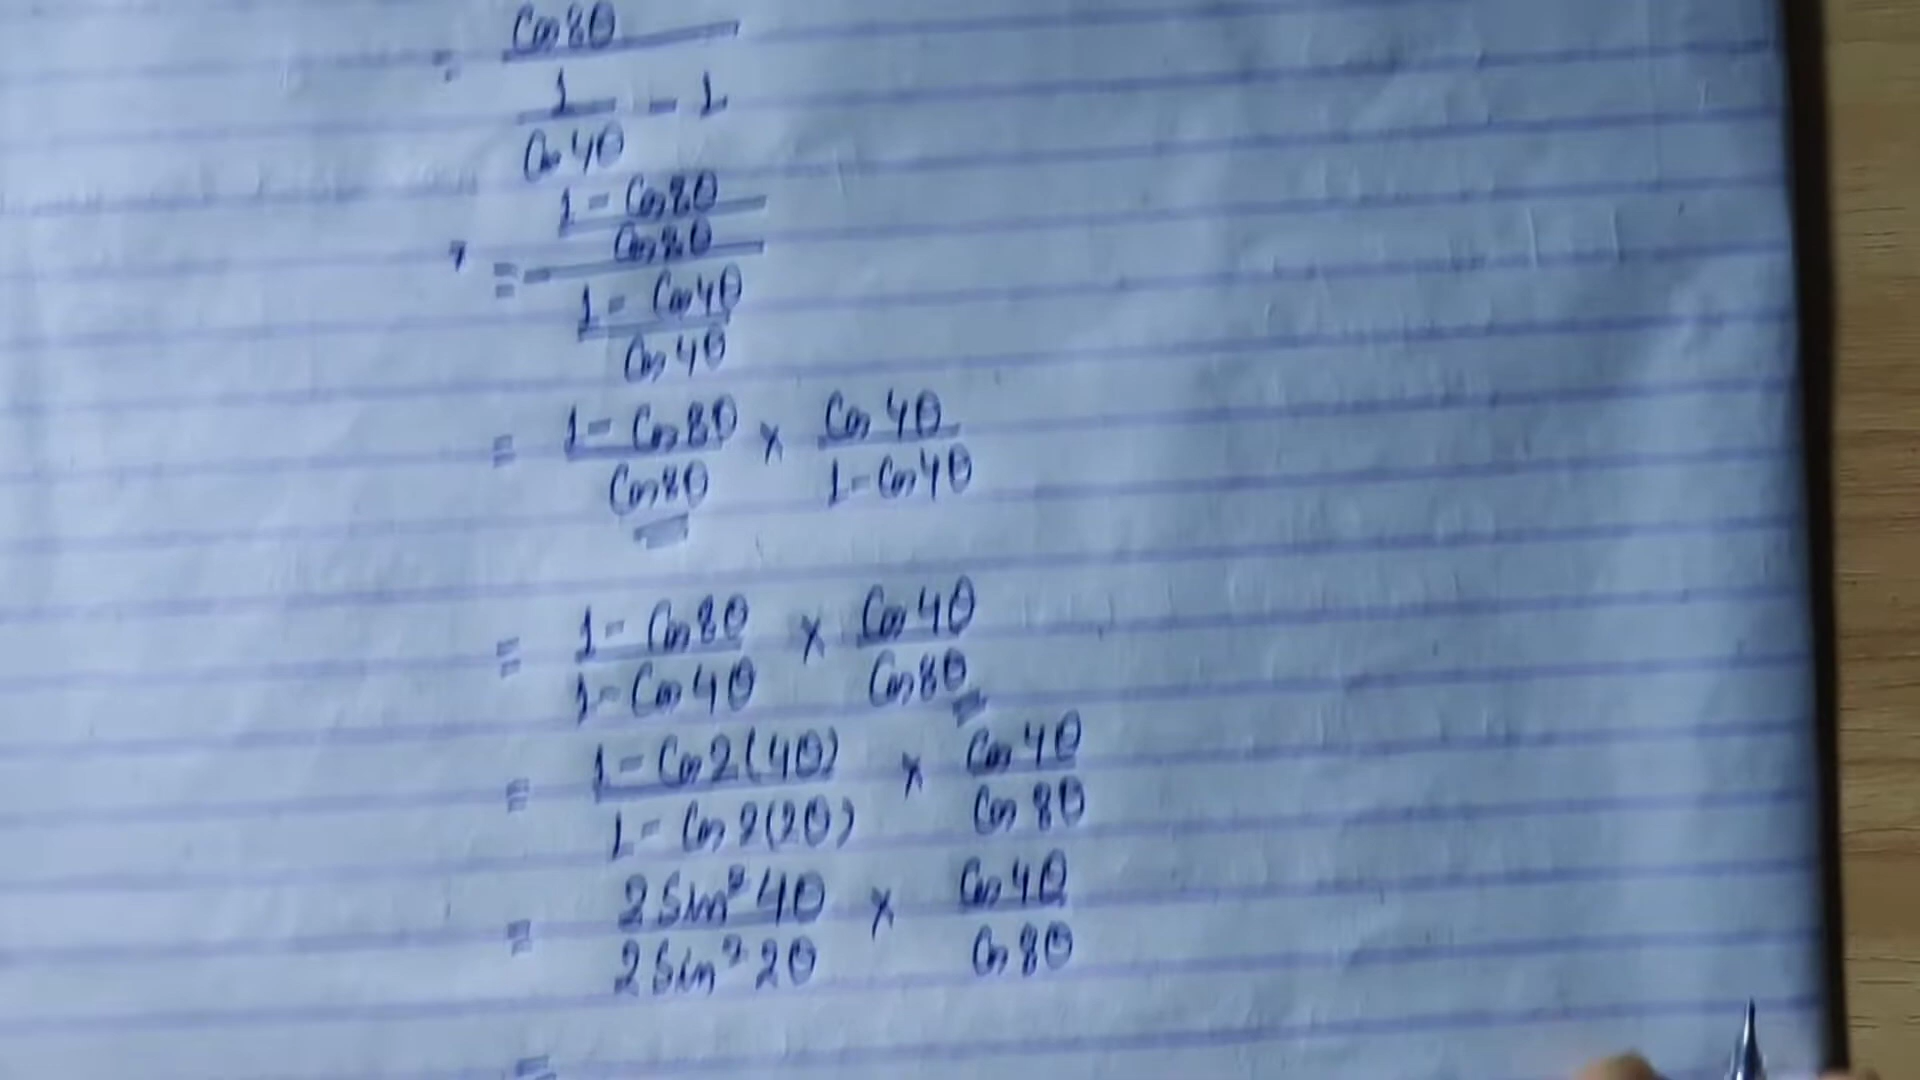 Cos8θ
=
1 - 1
Cos4θ
1 - Cos8θ
Cos8θ
=
1 - Cos4θ
Cos4θ
= 1 - Cos8θ × Cos4θ
Cos8θ 1 - Cos4θ
= 1 - Cos8θ × Cos4θ
1 - Cos4θ Cos8θ
= 1 - Cos2(4θ) × Cos4θ
1 - Cos2(2θ) Cos8θ
= 2Sin²4θ × Cos4θ
2Sin²2θ Cos8θ
=